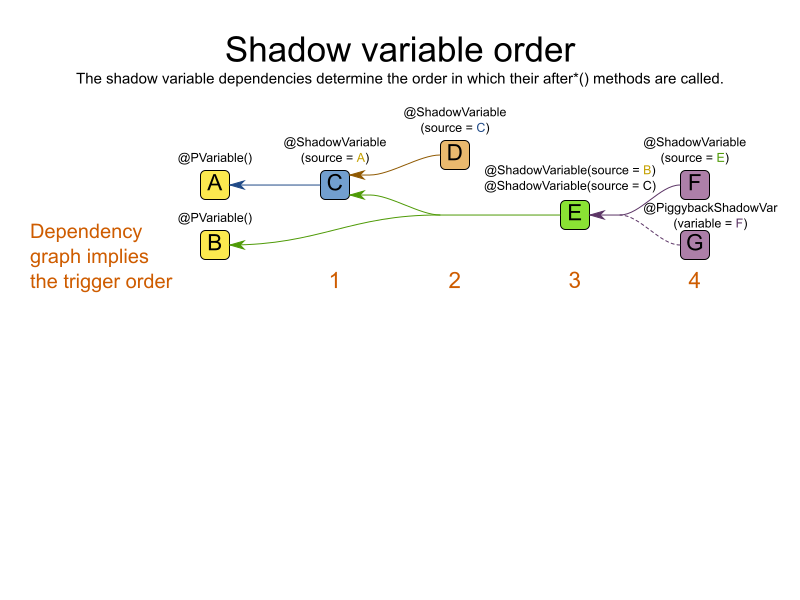 Shadow variable order
The shadow variable dependencies determine the order in which their after*() methods are called.
@ShadowVariable
(source = C)
D
@ShadowVariable
(source = A)
C
@PVariable()
A
@ShadowVariable
(source = E)
F
@ShadowVariable(source = B)
@ShadowVariable(source = C)
E
@PVariable()
B
@PiggybackShadowVar
(variable = F)
G
Dependency
graph implies
the trigger order
1
2
3
4